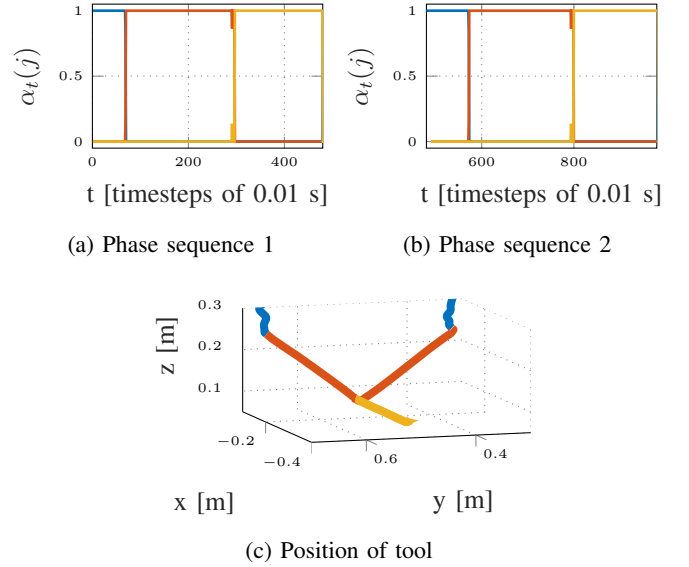 1
0.5
0
α_t(j)
0 200 400
t [timesteps of 0.01 s]
(a) Phase sequence 1
1
0.5
0
α_t(j)
600 800
t [timesteps of 0.01 s]
(b) Phase sequence 2
0.3
0.2
0.1
z [m]
−0.2
−0.4
0.6
0.4
x [m]
y [m]
(c) Position of tool